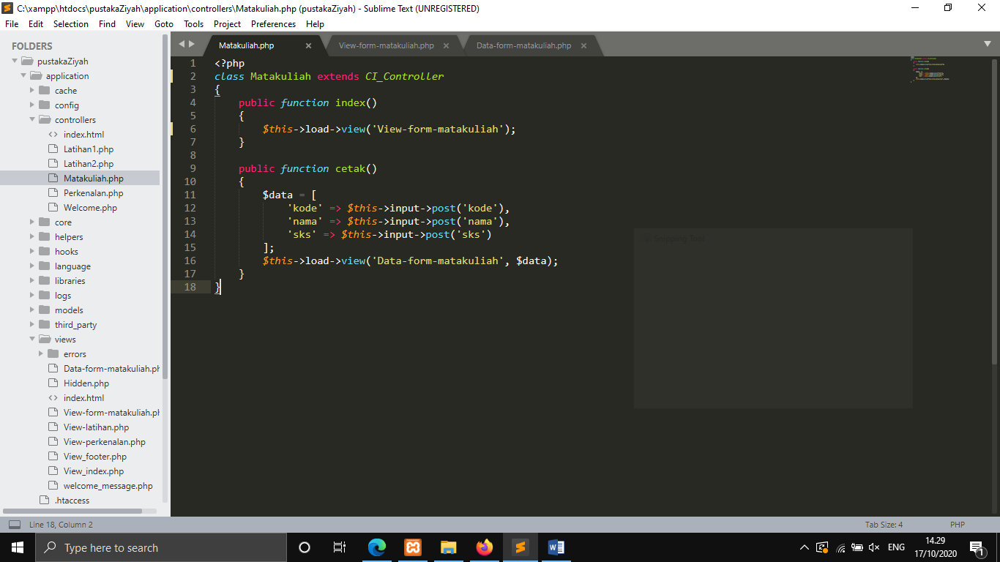 C:\xampp\htdocs\pustakaZiyah\application\controllers\Matakuliah.php (pustakaZiyah) - Sublime Text (UNREGISTERED)
File Edit Selection Find View Goto Tools Project Preferences Help
FOLDERS
pustakaZiyah
application
cache
config
controllers
index.html
Latihan1.php
Latihan2.php
Matakuliah.php
Perkenalan.php
Welcome.php
core
helpers
hooks
language
libraries
logs
models
third_party
views
errors
Data-form-matakuliah.ph
Hidden.php
index.html
View-form-matakuliah.ph
View-latihan.php
View-perkenalan.php
View_footer.php
View_index.php
welcome_message.php
.htaccess
Matakuliah.php View-form-matakuliah.php Data-form-matakuliah.php
1 <?php
2 class Matakuliah extends CI_Controller
3 {
4     public function index()
5     {
6         $this->load->view('View-form-matakuliah');
7     }
8
9     public function cetak()
10     {
11         $data = [
12             'kode' => $this->input->post('kode'),
13             'nama' => $this->input->post('nama'),
14             'sks' => $this->input->post('sks')
15         ];
16         $this->load->view('Data-form-matakuliah', $data);
17     }
18 }
Snipping Tool
Line 18, Column 2 Tab Size: 4 PHP
Type here to search
ENG
14.29
17/10/2020
1